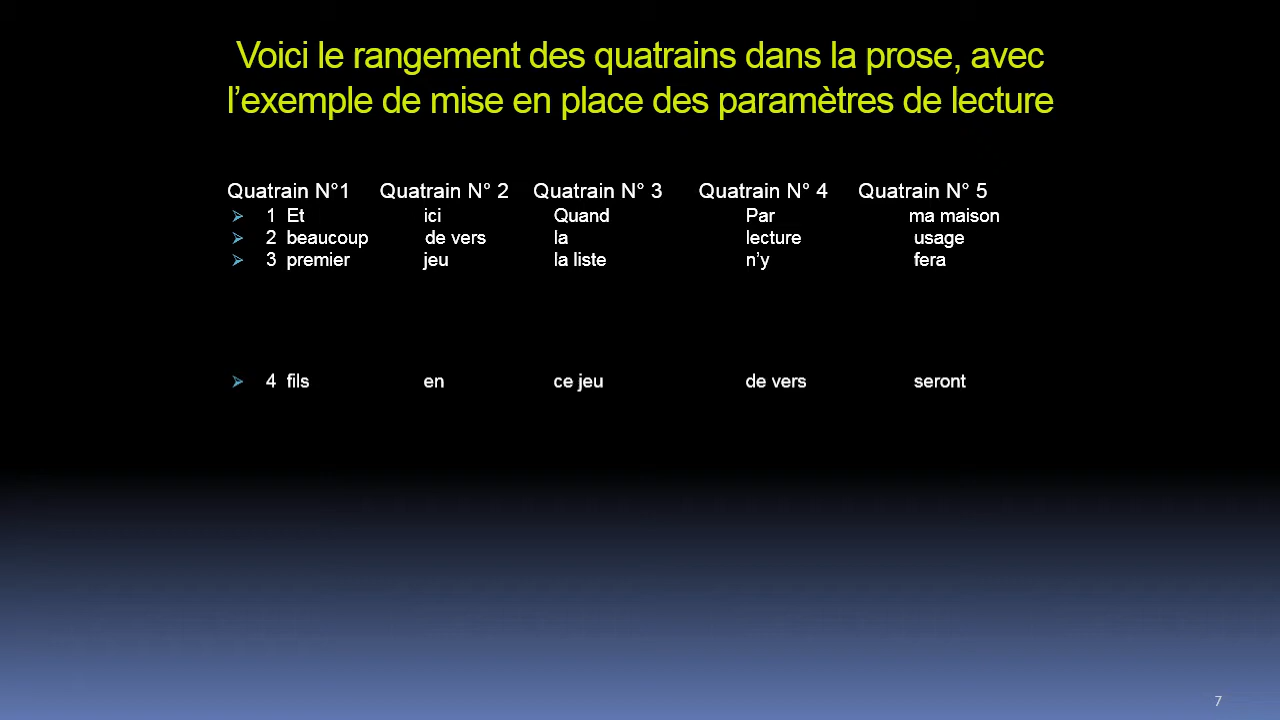 Voici le rangement des quatrains dans la prose, avec
l’exemple de mise en place des paramètres de lecture
Quatrain N°1 Quatrain N° 2 Quatrain N° 3 Quatrain N° 4 Quatrain N° 5
➢ 1 Et ici Quand Par ma maison
➢ 2 beaucoup de vers la lecture usage
➢ 3 premier jeu la liste n’y fera
➢ 4 fils en ce jeu de vers seront
7